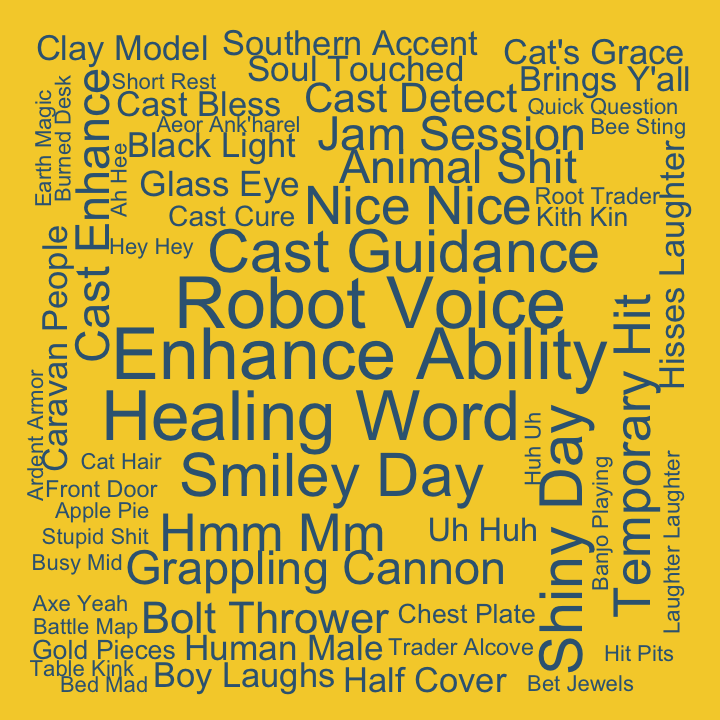 Clay Model
Southern Accent
Cat's Grace
Soul Touched
Brings Y'all
Short Rest
Cast Bless
Cast Detect
Quick Question
Earth Magic
Burned Desk
Cast Enhance
Ah Hee
Aeor Ank'harel
Jam Session
Bee Sting
Black Light
Animal Shit
Glass Eye
Nice Nice
Root Trader
Cast Cure
Kith Kin
Hisses Laughter
Hey Hey
Cast Guidance
Caravan People
Robot Voice
Enhance Ability
Temporary Hit
Ardent Armor
Healing Word
Huh Uh
Shiny Day
Cat Hair
Smiley Day
Front Door
Banjo Playing
Laughter Laughter
Apple Pie
Stupid Shit
Hmm Mm
Uh Huh
Busy Mid
Grappling Cannon
Axe Yeah
Battle Map
Bolt Thrower
Chest Plate
Gold Pieces
Human Male
Trader Alcove
Hit Pits
Table Kink
Bed Mad
Boy Laughs
Half Cover
Bet Jewels